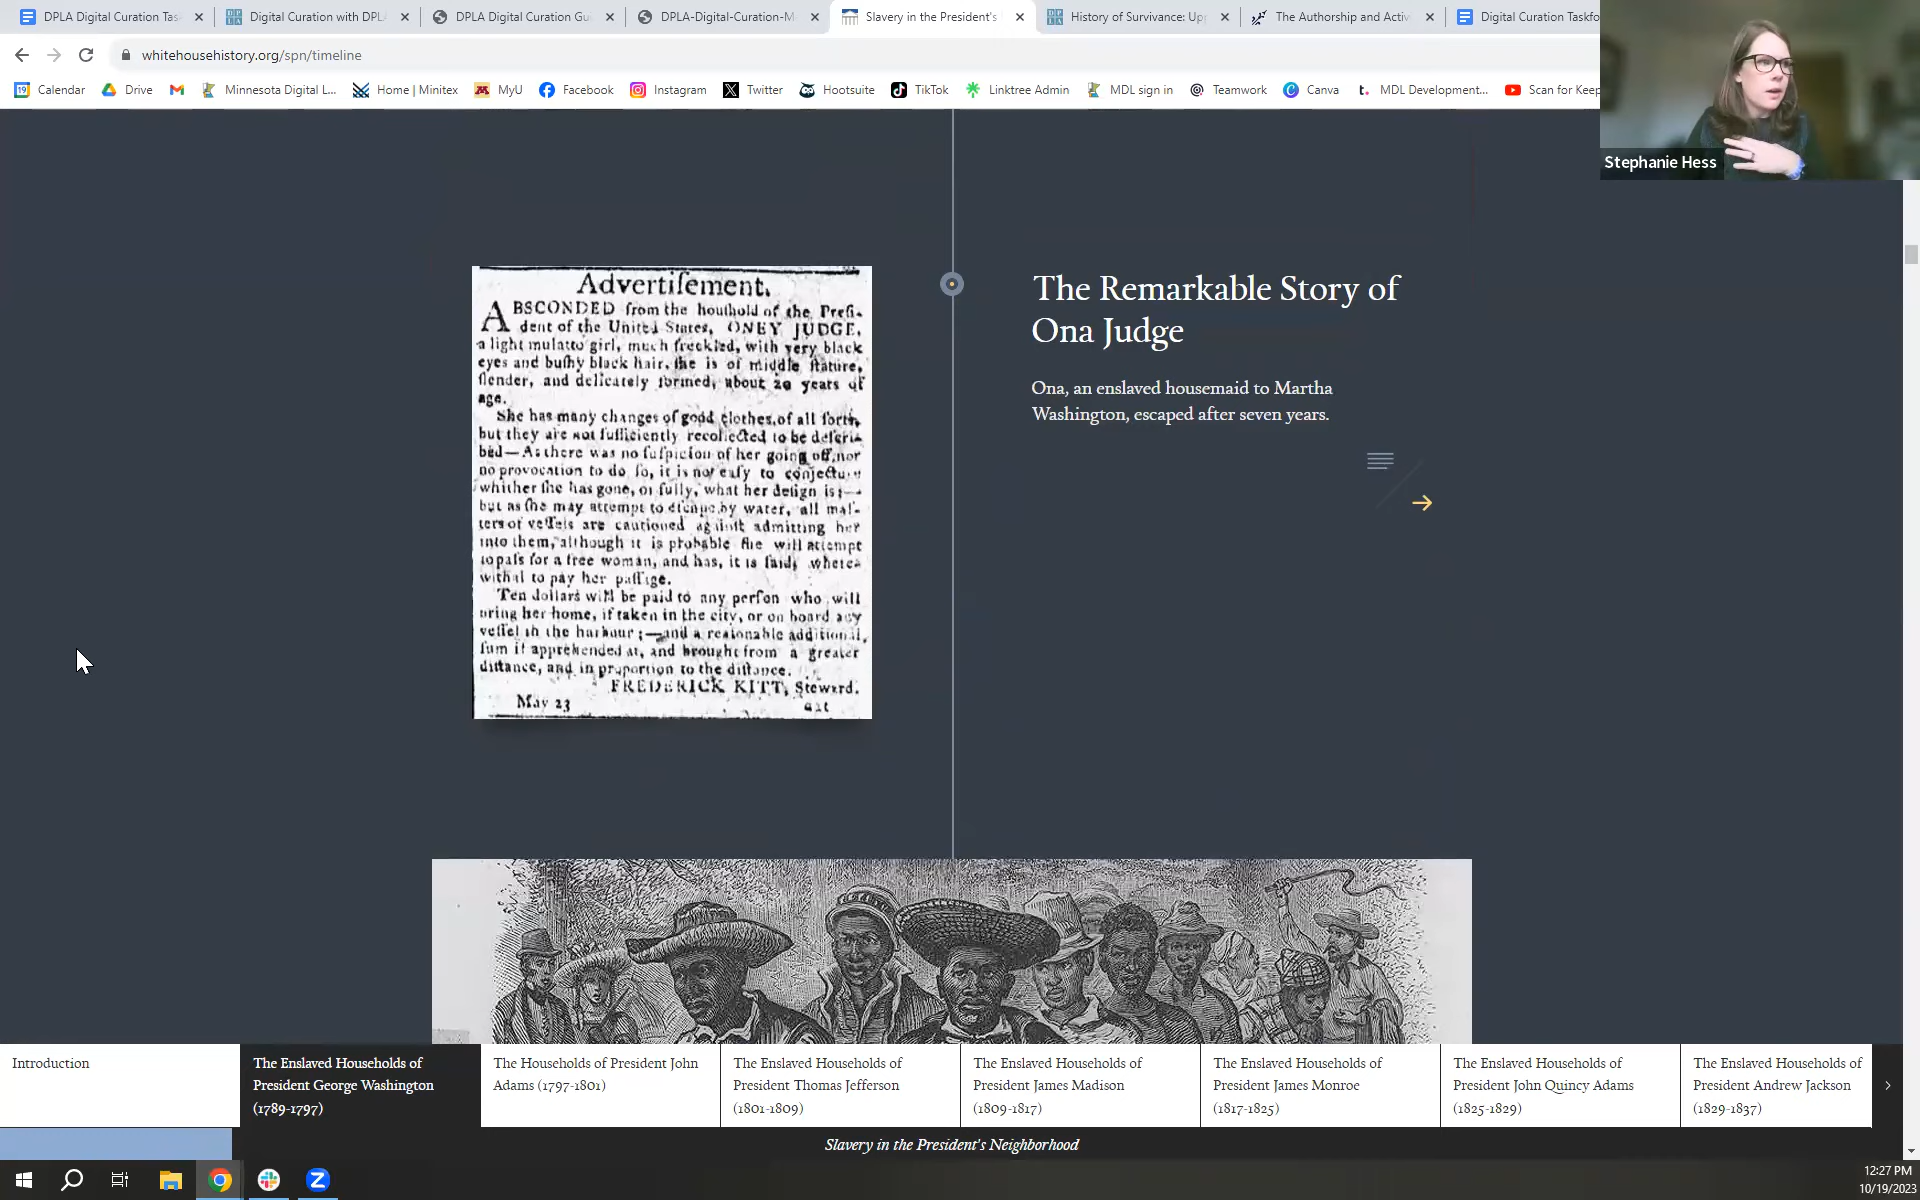 DPLA Digital Curation Tas
Digital Curation with DPL
DPLA Digital Curation Gu
DPLA-Digital-Curation-M
Slavery in the President's
History of Survivance: Up
The Authorship and Activ
Digital Curation Taskfo
whitehousehistory.org/spn/timeline
Calendar
Drive
Minnesota Digital L...
Home | Minitex
MyU
Facebook
Instagram
Twitter
Hootsuite
TikTok
Linktree Admin
MDL sign in
Teamwork
Canva
MDL Development...
Scan for Keep
Stephanie Hess
Advertiſement.
ABSCONDED from the houſhold of the Preſi-
dent of the United States, ONEY JUDGE,
a light mulatto girl, much freckled, with very black
eyes and buſhy black hair, ſhe is of middle ſtature,
ſlender, and delicately formed, about 20 years of
age.
She has many changes of good clothes, of all ſorts,
but they are not ſufficiently recollected to be deſcri-
bed—As there was no ſuſpicion of her going off, nor
no provocation to do ſo, it is not eaſy to conjecture
whither ſhe has gone, or fully, what her deſign is;—
but as ſhe may attempt to eſcape by water, all maſ-
ters of veſſels are cautioned againſt admitting her
into them, although it is probable ſhe will attempt
to paſs for a free woman, and has, it is ſaid, where-
withal to pay her paſſage.
Ten dollars will be paid to any perſon who will
bring her home, if taken in the city, or on board any
veſſel in the harbour;—and a reaſonable additional
ſum if apprehended at, and brought from a greater
diſtance, and in proportion to the diſtance.
FREDERICK KITT, Steward.
May 23
The Remarkable Story of
Ona Judge
Ona, an enslaved housemaid to Martha
Washington, escaped after seven years.
Introduction
The Enslaved Households of
President George Washington
(1789-1797)
The Households of President John
Adams (1797-1801)
The Enslaved Households of
President Thomas Jefferson
(1801-1809)
The Enslaved Households of
President James Madison
(1809-1817)
The Enslaved Households of
President James Monroe
(1817-1825)
The Enslaved Households of
President John Quincy Adams
(1825-1829)
The Enslaved Households of
President Andrew Jackson
(1829-1837)
Slavery in the President's Neighborhood
12:27 PM
10/19/2023